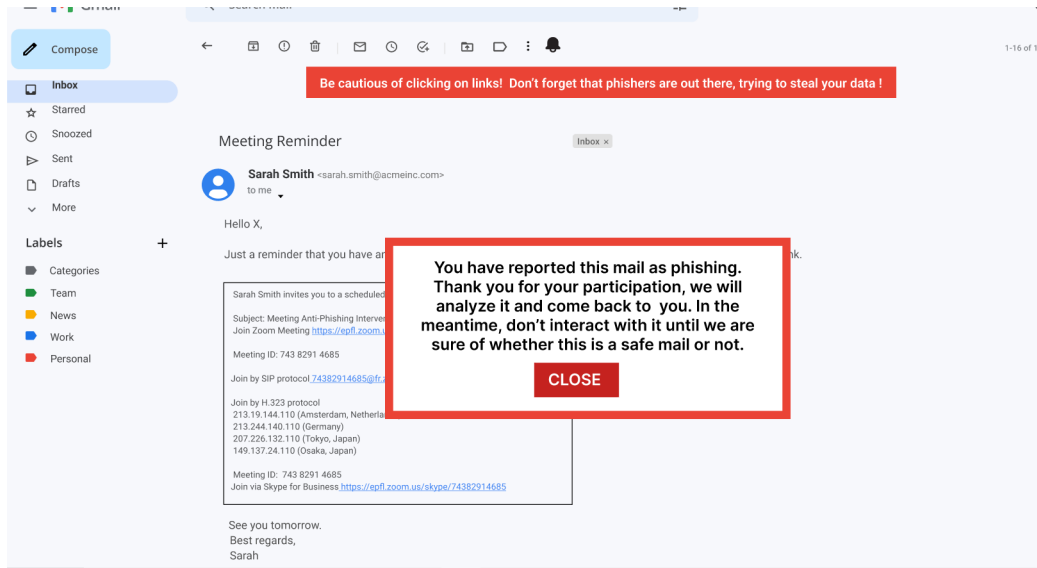 Gmail
Search mail
Compose
1-16 of 1
Be cautious of clicking on links! Don't forget that phishers are out there, trying to steal your data !
Inbox
Starred
Snoozed
Sent
Drafts
More
Labels
Categories
Team
News
Work
Personal
Meeting Reminder
Inbox ×
Sarah Smith <sarah.smith@acmeinc.com>
to me
Hello X,
Just a reminder that you have
Sarah Smith invites you to a scheduled
Subject: Meeting Anti-Phishing
Join Zoom Meeting https://epfl.zoom.
Meeting ID: 743 8291 4685
Join by SIP protocol 74382914685@fr.
Join by H.323 protocol
213.19.144.110 (Amsterdam,
213.244.140.110 (Germany)
207.226.132.110 (Tokyo, Japan)
149.137.24.110 (Osaka, Japan)
Meeting ID: 743 8291 4685
Join via Skype for Business https://epfl.zoom.us/skype/74382914685
See you tomorrow.
Best regards,
Sarah
You have reported this mail as phishing.
Thank you for your participation, we will
analyze it and come back to you. In the
meantime, don't interact with it until we are
sure of whether this is a safe mail or not.
CLOSE